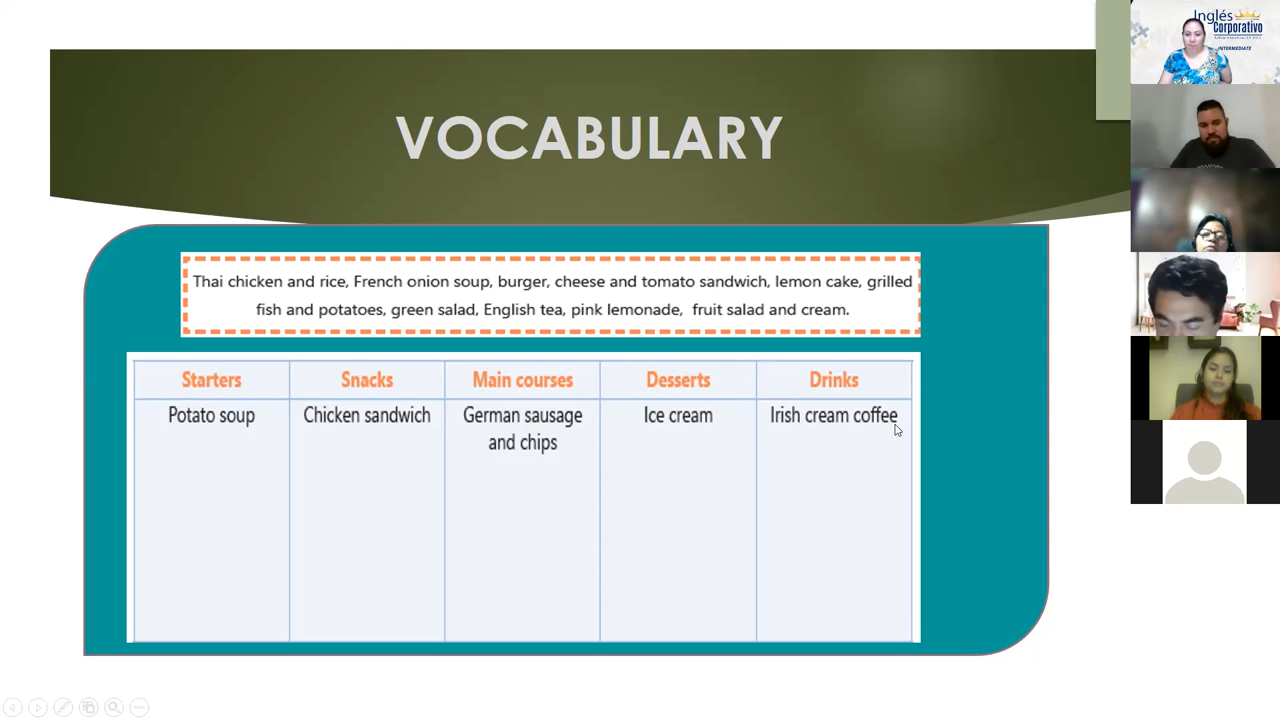 VOCABULARY
Thai chicken and rice, French onion soup, burger, cheese and tomato sandwich, lemon cake, grilled
fish and potatoes, green salad, English tea, pink lemonade, fruit salad and cream.
Starters Snacks Main courses Desserts Drinks
Potato soup Chicken sandwich German sausage Ice cream Irish cream coffee
and chips
Inglés
Corporativo
INTERMEDIATE